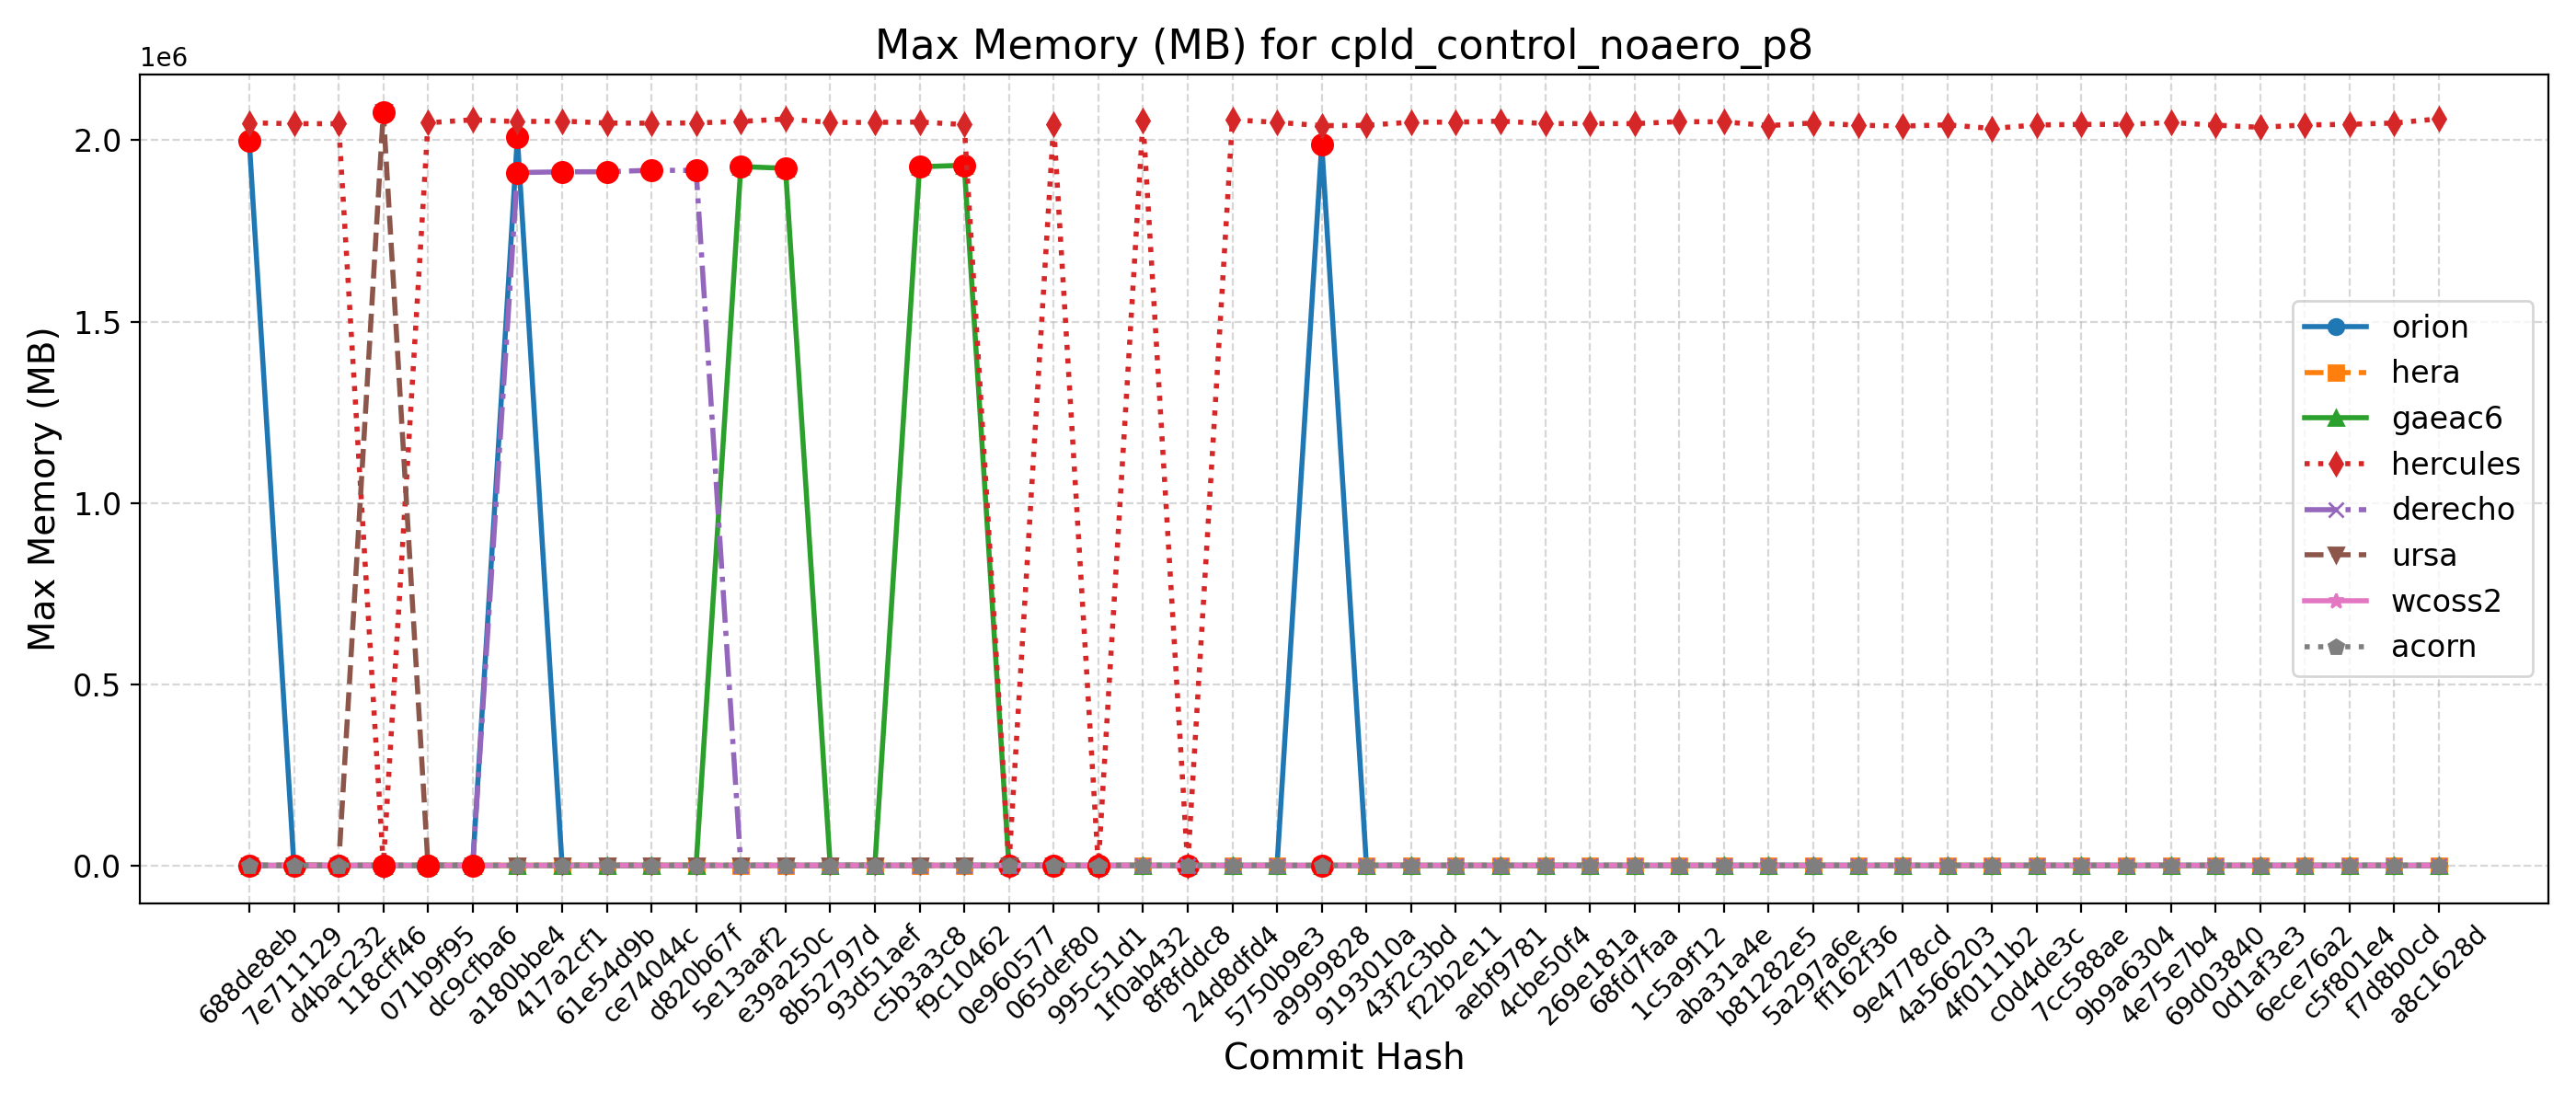 Max Memory (MB) for cpld_control_noaero_p8
1e6
2.0
1.5
1.0
0.5
0.0
Max Memory (MB)
orion
hera
gaeac6
hercules
derecho
ursa
wcoss2
acorn
688de8eb
7e711129
d4bac232
118cff46
071b9f95
dc9cfba6
a180bbe4
417a2cf1
61e54d9b
ce74044c
d820b67f
5e13aaf2
e39a250c
8b52797d
93d51aef
c5b3a3c8
f9c10462
0e960577
065def80
995c51d1
1f0ab432
8f8fddc8
24d8dfd4
5750b9e3
a9999828
9193010a
43f2c3bd
f22b2e11
aebf9781
4cbe50f4
269e181a
68fd7faa
1c5a9f12
aba31a4e
b81282e5
5a297a6e
ff162f36
9e4778cd
4a566203
4f0111b2
c0d4de3c
7cc588ae
9b9a6304
4e75e7b4
69d03840
0d1af3e3
6ece76a2
c5f801e4
f7d8b0cd
a8c1628d
Commit Hash